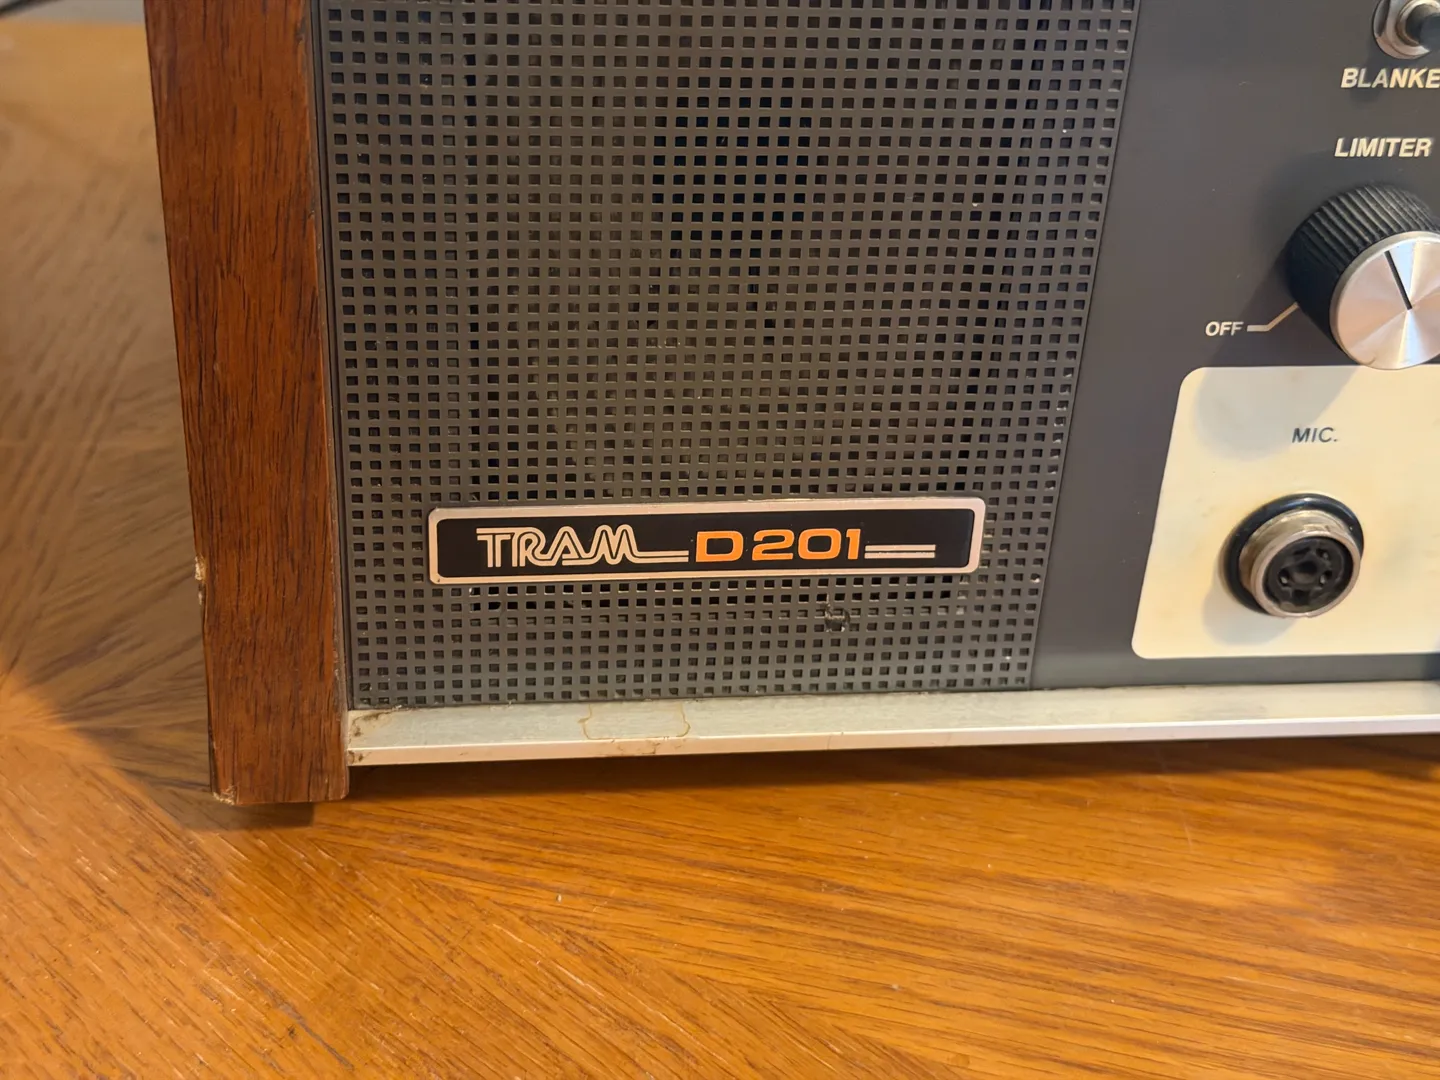 BLANKE
LIMITER
OFF
MIC.
TRAM D201